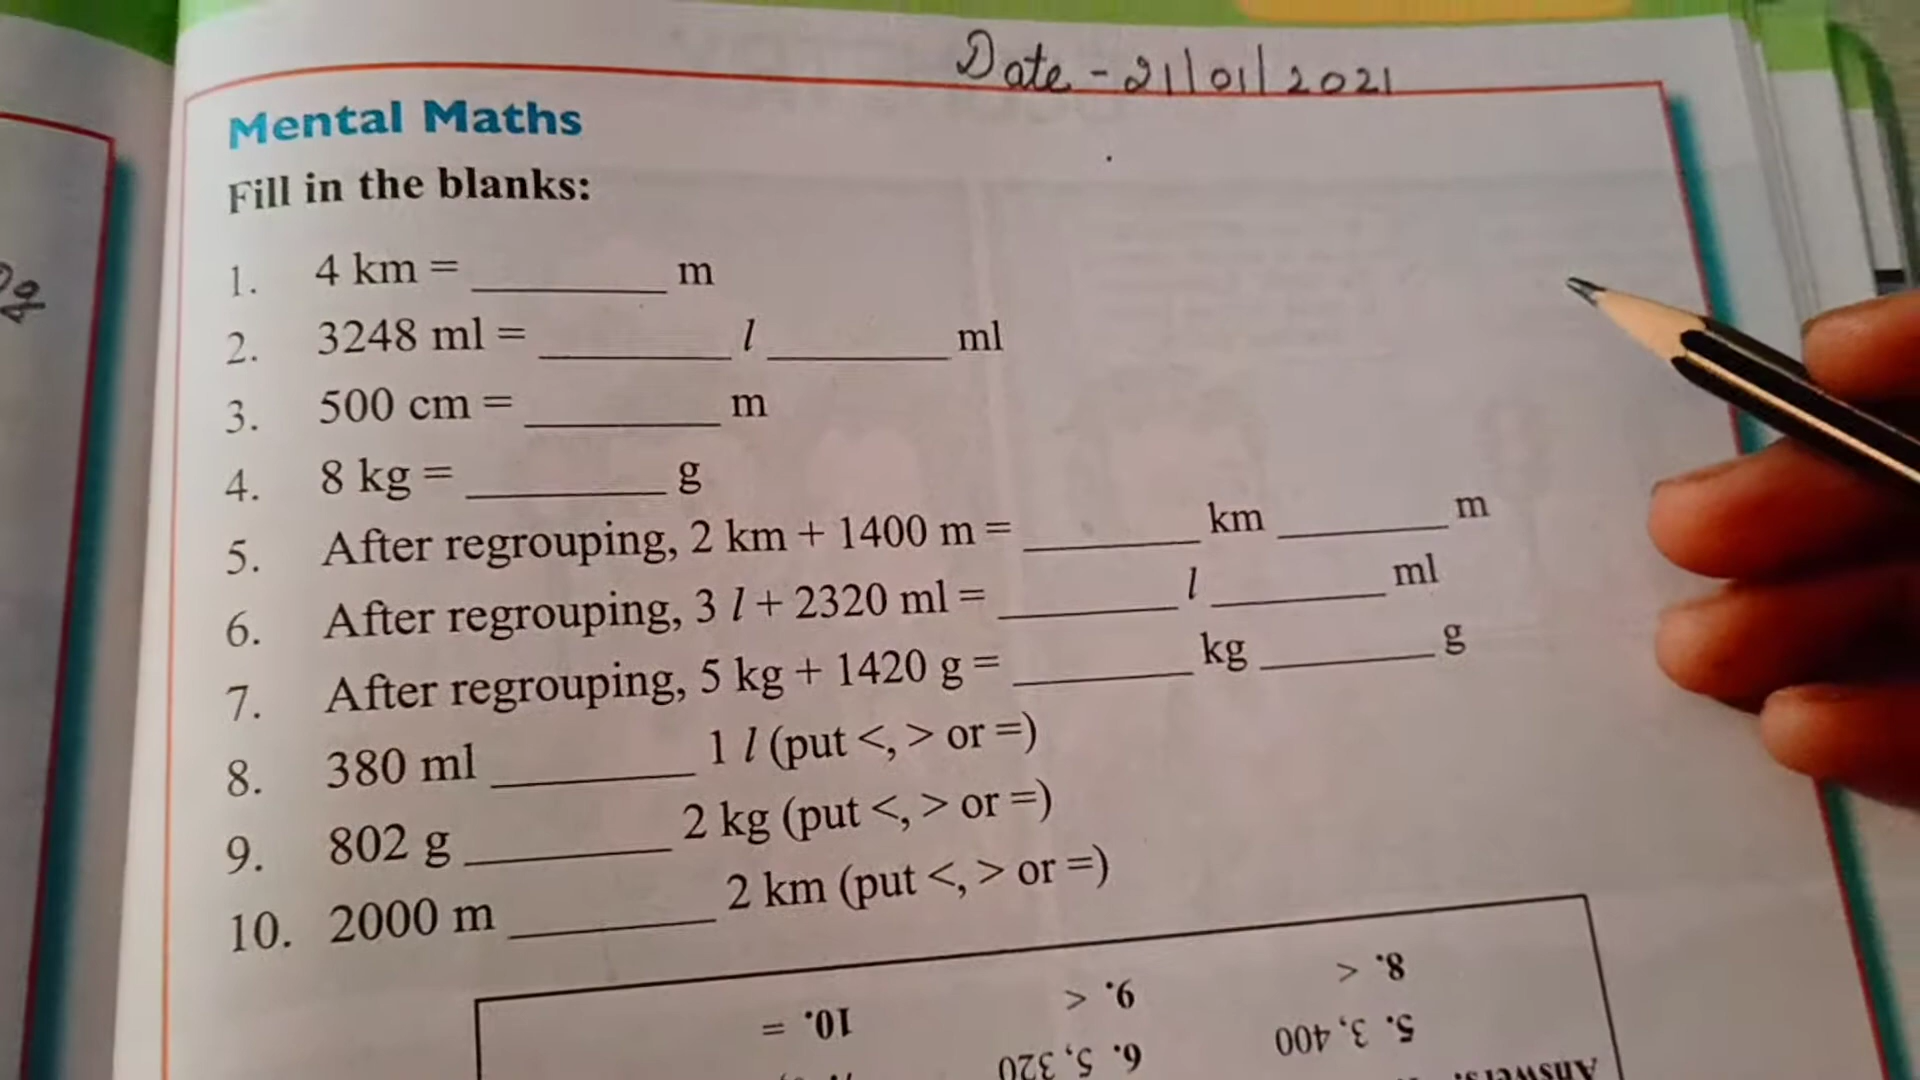 Date - 21/01/2021
Mental Maths
Fill in the blanks:
1. 4 km = ________ m
2. 3248 ml = ________ l ________ ml
3. 500 cm = ________ m
4. 8 kg = ________ g
5. After regrouping, 2 km + 1400 m = ________ km ________ m
6. After regrouping, 3 l + 2320 ml = ________ l ________ ml
7. After regrouping, 5 kg + 1420 g = ________ kg ________ g
8. 380 ml ________ 1 l (put <, > or =)
9. 802 g ________ 2 kg (put <, > or =)
10. 2000 m ________ 2 km (put <, > or =)
Answers:
5. 3, 400 6. 5, 320
8. < 9. < 10. =